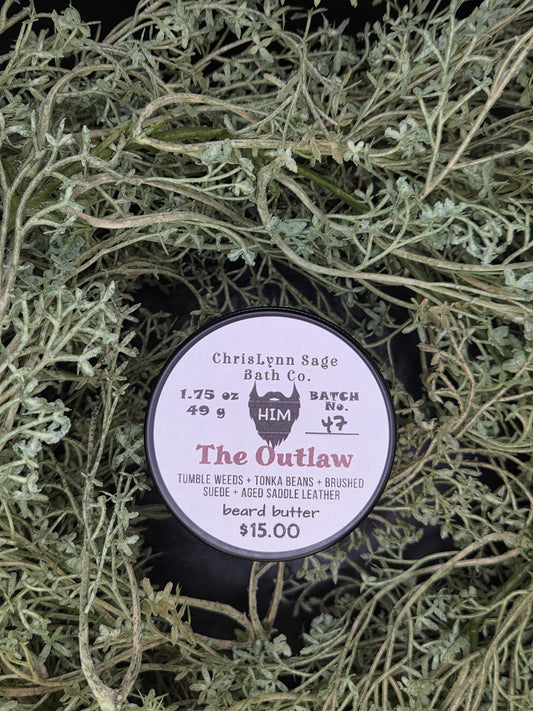 ChrisLynn Sage
Bath Co.
1.75 oz
49 g
HIM
BATCH
No.
47
The Outlaw
TUMBLE WEEDS + TONKA BEANS + BRUSHED
SUEDE + AGED SADDLE LEATHER
beard butter
$15.00